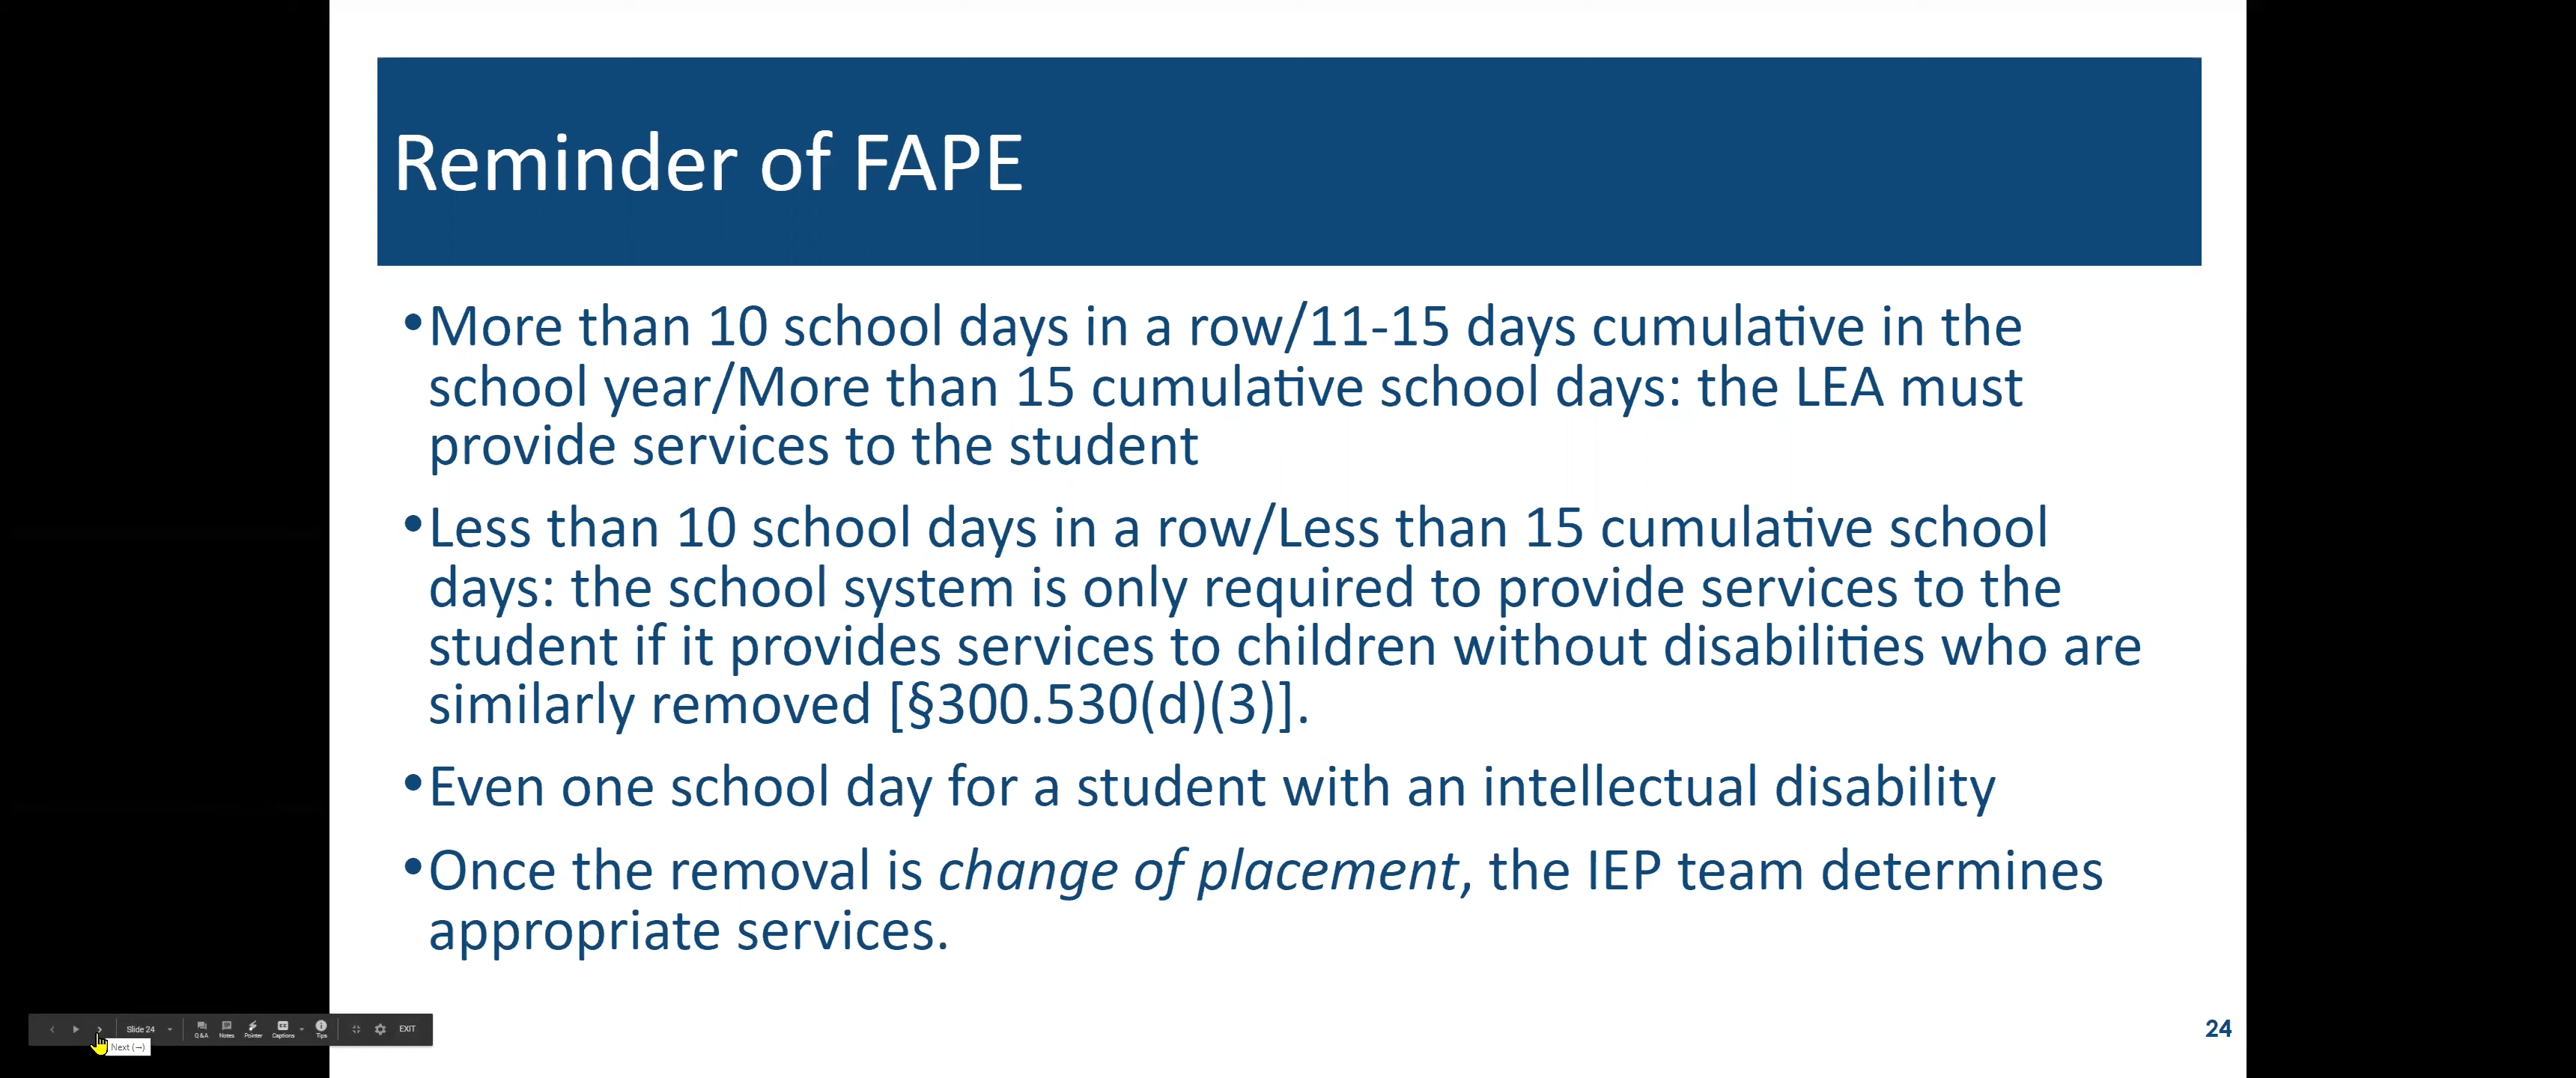 Reminder of FAPE
•More than 10 school days in a row/11-15 days cumulative in the
school year/More than 15 cumulative school days: the LEA must
provide services to the student
•Less than 10 school days in a row/Less than 15 cumulative school
days: the school system is only required to provide services to the
student if it provides services to children without disabilities who are
similarly removed [§300.530(d)(3)].
•Even one school day for a student with an intellectual disability
•Once the removal is change of placement, the IEP team determines
appropriate services.
Slide 24
Q&A Notes Pointer Captions Tips
EXIT
Next (→)
24